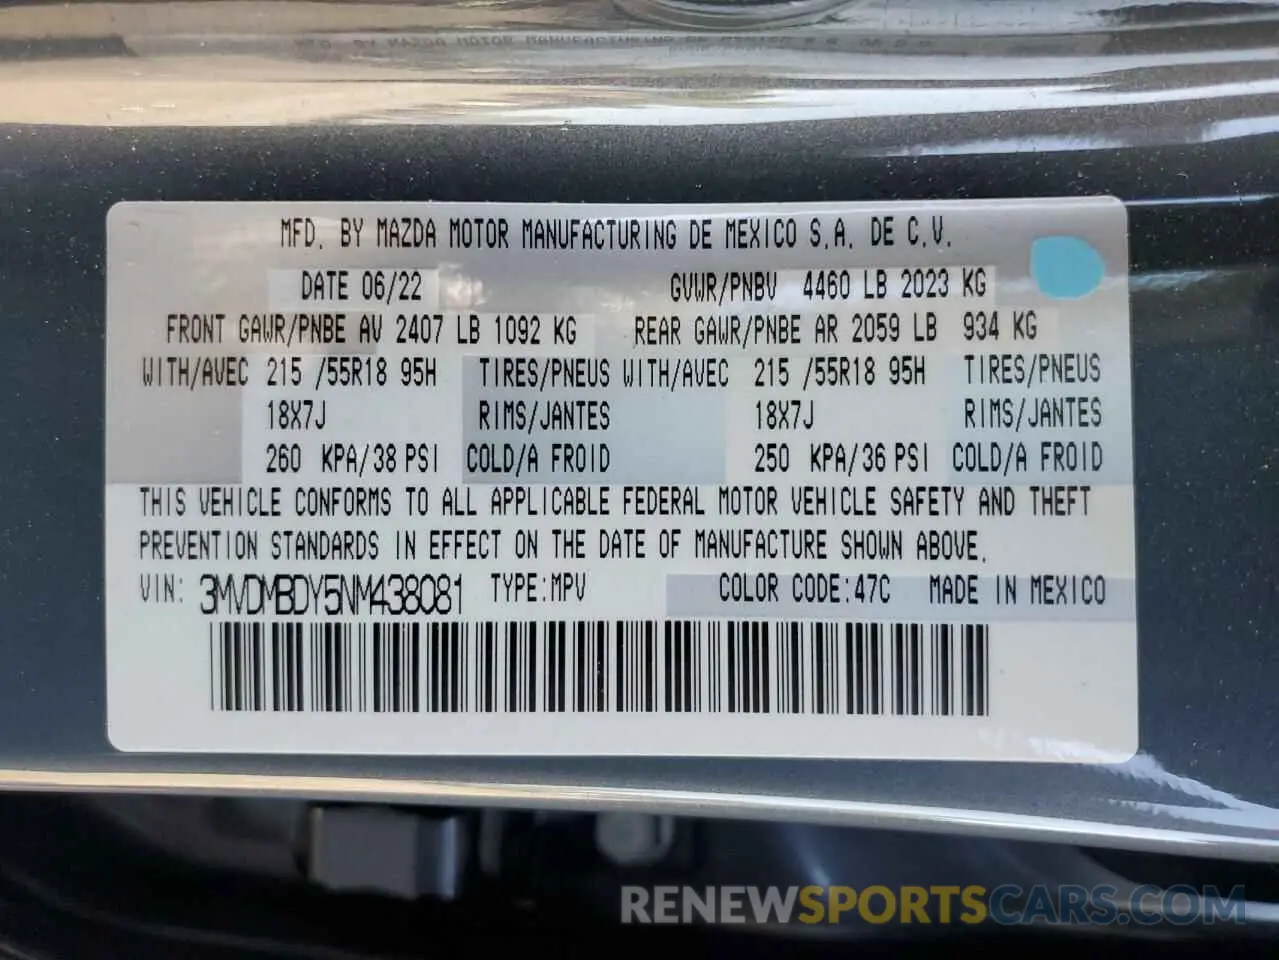 MFD. BY MAZDA MOTOR MANUFACTURING DE MEXICO S.A. DE C.V.
DATE 06/22 GVWR/PNBV 4460 LB 2023 KG
FRONT GAWR/PNBE AV 2407 LB 1092 KG REAR GAWR/PNBE AR 2059 LB 934 KG
WITH/AVEC 215 /55R18 95H TIRES/PNEUS WITH/AVEC 215 /55R18 95H TIRES/PNEUS
18X7J RIMS/JANTES 18X7J RIMS/JANTES
260 KPA/38 PSI COLD/A FROID 250 KPA/36 PSI COLD/A FROID
THIS VEHICLE CONFORMS TO ALL APPLICABLE FEDERAL MOTOR VEHICLE SAFETY AND THEFT
PREVENTION STANDARDS IN EFFECT ON THE DATE OF MANUFACTURE SHOWN ABOVE.
VIN: 3MVDMBDY5NM438081 TYPE:MPV COLOR CODE:47C MADE IN MEXICO
RENEWSPORTSCARS.COM